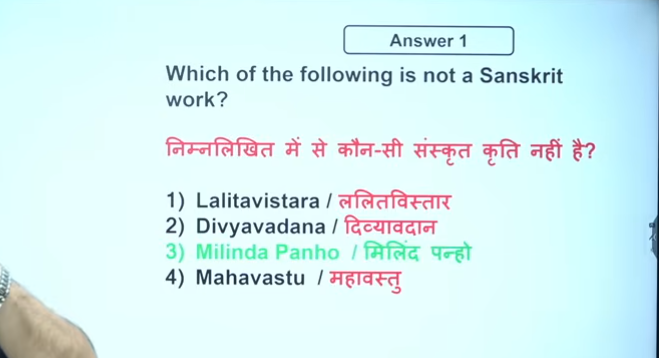 Answer 1
Which of the following is not a Sanskrit
work?
निम्नलिखित में से कौन-सी संस्कृत कृति नहीं है?
1) Lalitavistara / ललितविस्तार
2) Divyavadana / दिव्यावदान
3) Milinda Panho / मिलिंद पन्हो
4) Mahavastu / महावस्तु